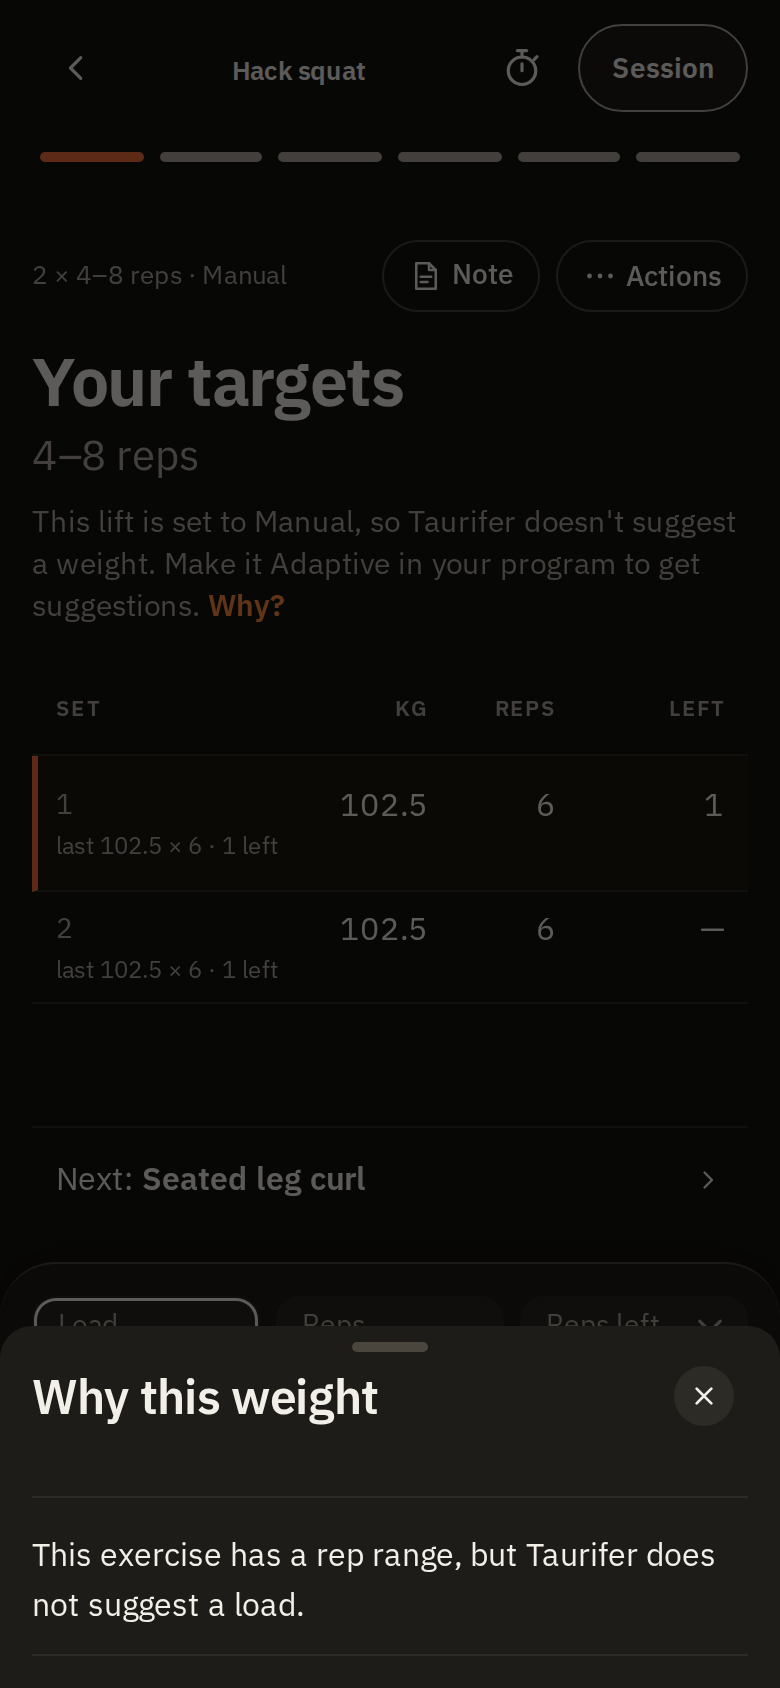 Hack squat
Session
2 × 4–8 reps · Manual
Note
Actions
Your targets
4–8 reps
This lift is set to Manual, so Taurifer doesn't suggest
a weight. Make it Adaptive in your program to get
suggestions. Why?
SET KG REPS LEFT
1 102.5 6 1
last 102.5 × 6 · 1 left
2 102.5 6 —
last 102.5 × 6 · 1 left
Next: Seated leg curl
Load Reps Reps left
Why this weight
This exercise has a rep range, but Taurifer does
not suggest a load.